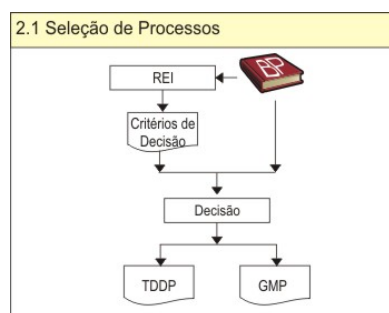 2.1 Seleção de Processos
REI
BP
Critérios de
Decisão
Decisão
TDDP
GMP